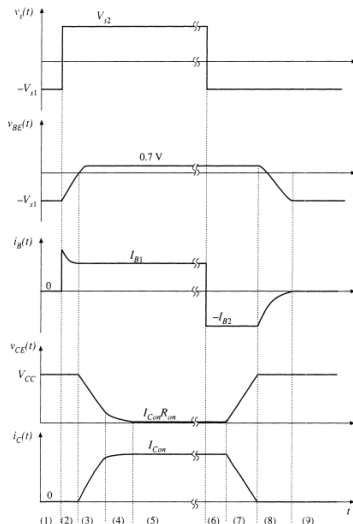 v_s(t)
V_s2
–V_s1
v_BE(t)
0.7 V
–V_s1
i_B(t)
I_B1
0
–I_B2
v_CE(t)
V_CC
I_Con R_on
i_C(t)
I_Con
0
(1) (2) (3) (4) (5) (6) (7) (8) (9) t